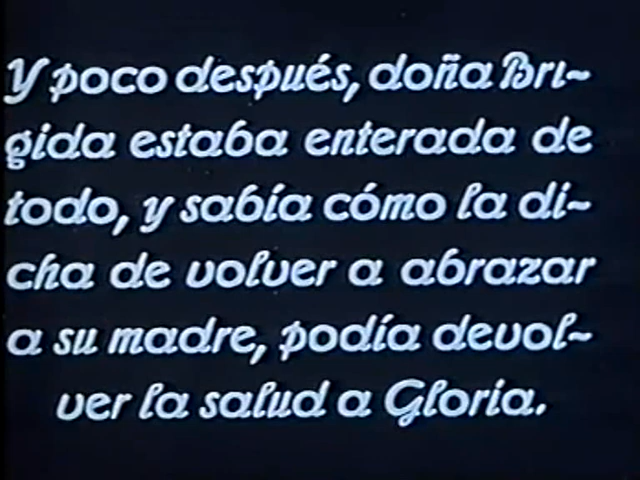 Y poco después, doña Bri-
gida estaba enterada de
todo, y sabía cómo la di-
cha de volver a abrazar
a su madre, podía devol-
ver la salud a Gloria.